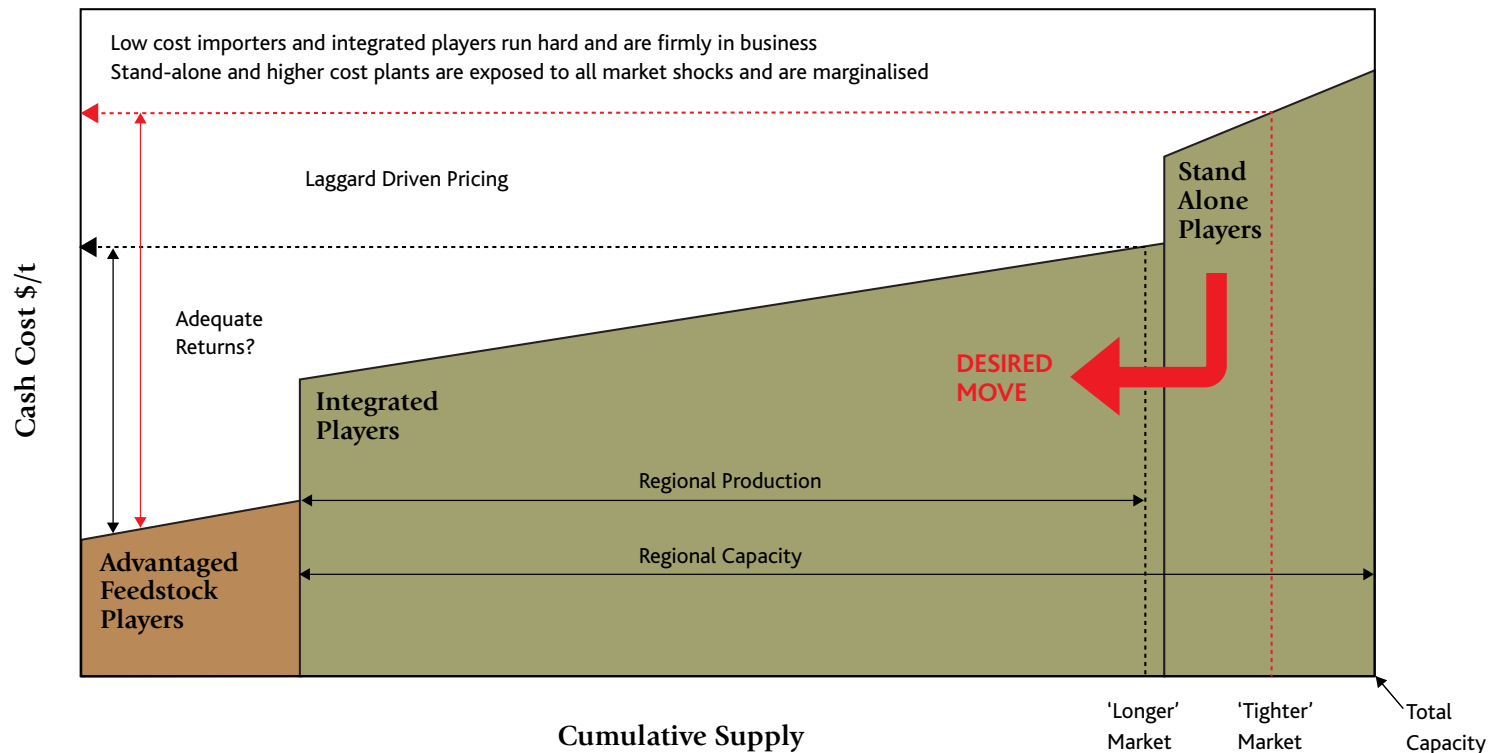 Low cost importers and integrated players run hard and are firmly in business
Stand-alone and higher cost plants are exposed to all market shocks and are marginalised
Laggard Driven Pricing
Stand
Alone
Players
Adequate
Returns?
DESIRED
MOVE
Integrated
Players
Regional Production
Regional Capacity
Advantaged
Feedstock
Players
Cash Cost $/t
Cumulative Supply
‘Longer’
Market
‘Tighter’
Market
Total
Capacity